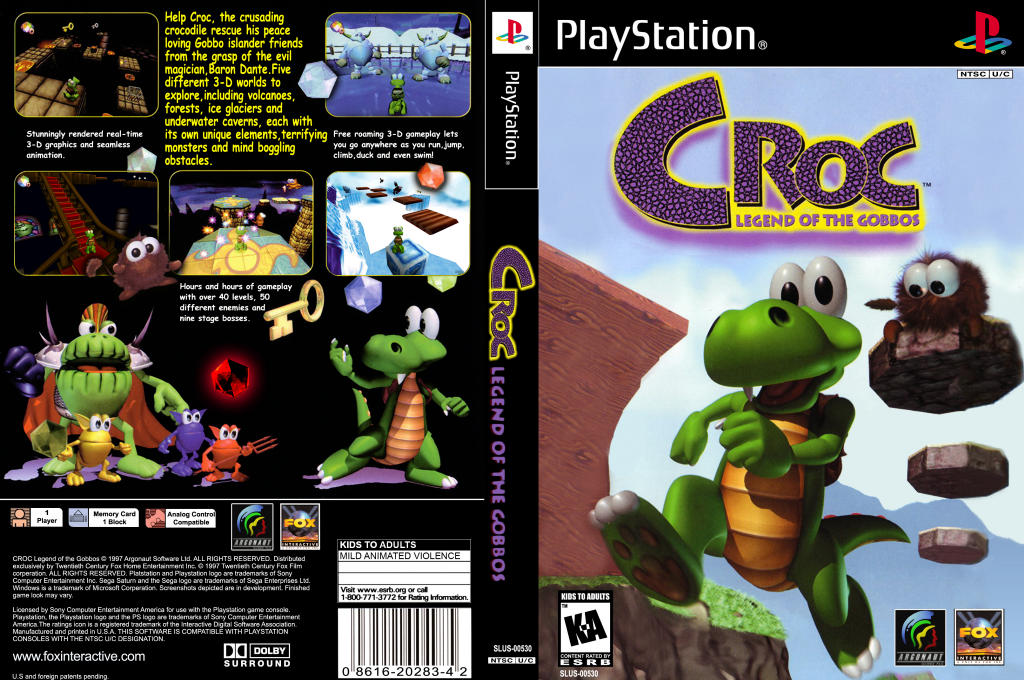 Help Croc, the crusading
crocodile rescue his peace
loving Gobbo islander friends
from the grasp of the evil
magician,Baron Dante.Five
different 3-D worlds to
explore,including volcanoes,
forests, ice glaciers and
underwater caverns, each with
its own unique elements,terrifying
monsters and mind boggling
obstacles.
Stunningly rendered real-time
3-D graphics and seamless
animation.
Free roaming 3-D gameplay lets
you go anywhere as you run,jump,
climb,duck and even swim!
Hours and hours of gameplay
with over 40 levels, 50
different enemies and
nine stage bosses.
1
Player
Memory Card
1 Block
Analog Control
Compatible
ARGONAUT
FOX
INTERACTIVE
CROC Legend of the Gobbos © 1997 Argonaut Software Ltd. ALL RIGHTS RESERVED. Distributed
exclusively by Twentieth Century Fox Home Entertainment Inc. © 1997 Twentieth Century Fox Film
corporation. ALL RIGHTS RESERVED. Platstation and Playstation logo are trademarks of Sony
Computer Entertainment Inc. Sega Saturn and the Sega logo are trademarks of Sega Enterprises Ltd.
Windows is a trademark of Microsoft Corporation. Screenshots depicted are in development. Finished
game look may vary.
Licensed by Sony Computer Entertainment America for use with the Playstation game console.
Playstation, the Playstation logo and the PS logo are trademarks of Sony Computer Entertainment
America.The ratings icon is a registered trademark of the Interactive Digital Software Association.
Manufactured and printed in U.S.A. THIS SOFTWARE IS COMPATIBLE WITH PLAYSTATION
CONSOLES WITH THE NTSC U/C DESIGNATION.
www.foxinteractive.com
U.S and foreign patents pending.
DOLBY
SURROUND
KIDS TO ADULTS
MILD ANIMATED VIOLENCE
Visit www.esrb.org or call
1-800-771-3772 for Rating Information.
0 8616-20283-4 2
PlayStation®
CROC
LEGEND OF THE GOBBOS
SLUS-00530
NTSC U/C
PlayStation®
NTSC U/C
CROC™
LEGEND OF THE GOBBOS
KIDS TO ADULTS
TM
K-A
CONTENT RATED BY
ESRB
SLUS-00530
ARGONAUT
FOX
INTERACTIVE